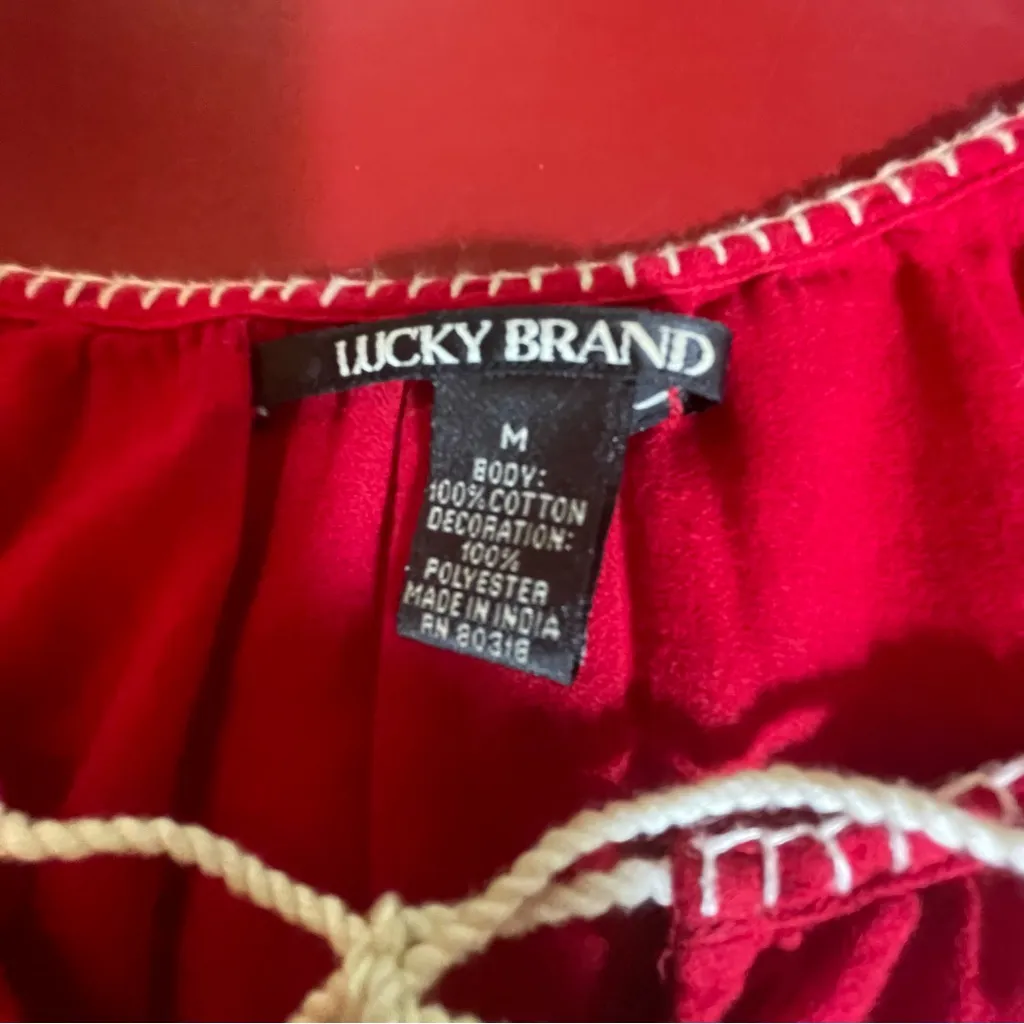 LUCKY BRAND
M
BODY:
100% COTTON
DECORATION:
100%
POLYESTER
MADE IN INDIA
RN 80318